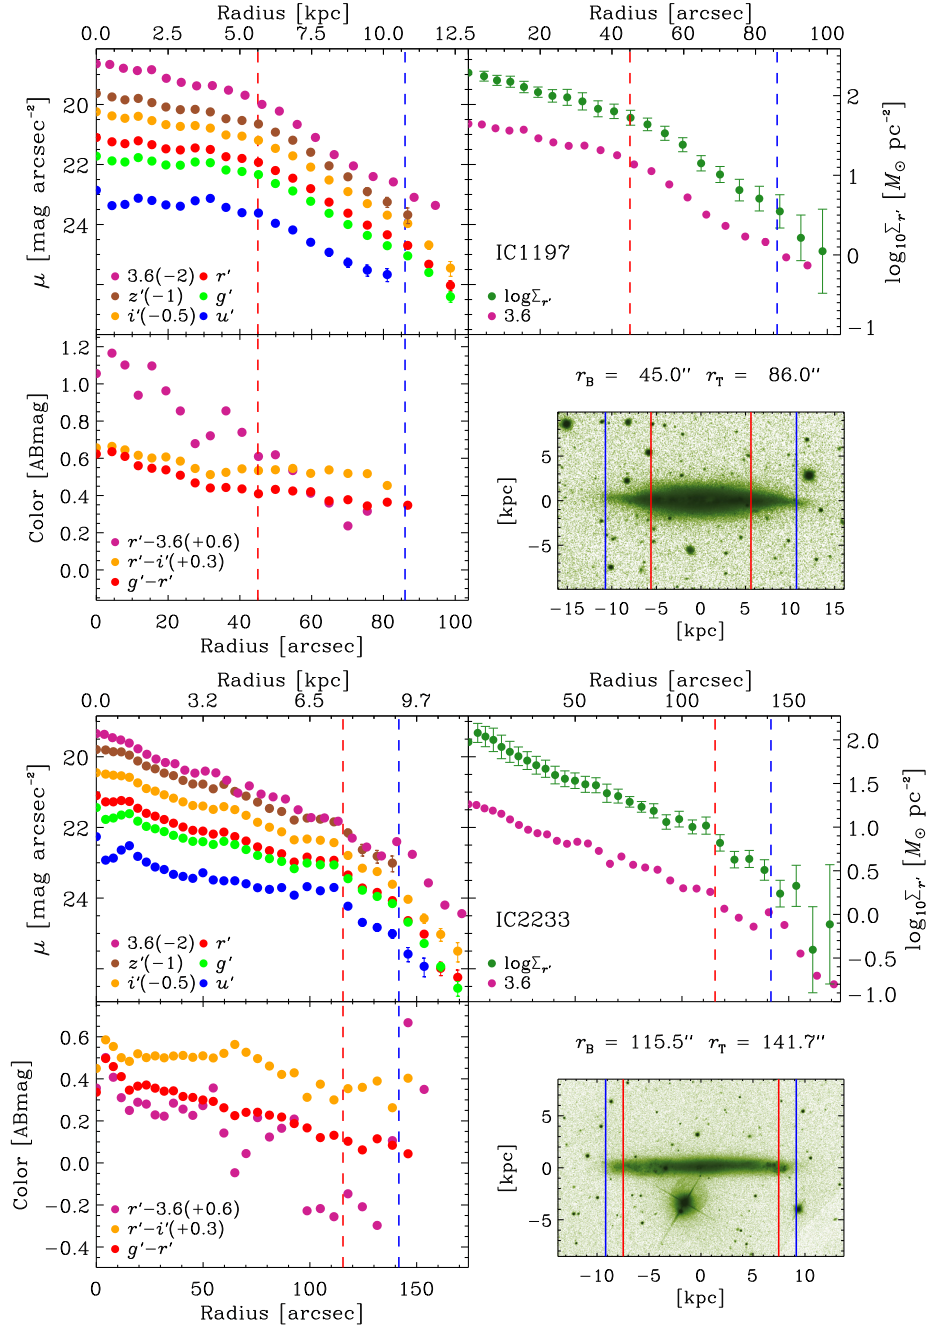 Radius [kpc] Radius [arcsec]
0.0 2.5 5.0 7.5 10.0 12.5 20 40 60 80 100
μ [mag arcsec⁻²]
20
22
24
3.6(−2) r′
z′(−1) g′
i′(−0.5) u′
IC1197
logΣr′
3.6
2
1
0
−1
log₁₀Σr′ [M⊙ pc⁻²]
Color [ABmag]
1.2
1.0
0.8
0.6
0.4
0.2
0.0
r′−3.6(+0.6)
r′−i′(+0.3)
g′−r′
0 20 40 60 80 100
Radius [arcsec]
rB = 45.0″ rT = 86.0″
[kpc]
5
0
−5
−15 −10 −5 0 5 10 15
[kpc]
Radius [kpc] Radius [arcsec]
0.0 3.2 6.5 9.7 50 100 150
μ [mag arcsec⁻²]
20
22
24
3.6(−2) r′
z′(−1) g′
i′(−0.5) u′
IC2233
logΣr′
3.6
2.0
1.5
1.0
0.5
0.0
−0.5
−1.0
log₁₀Σr′ [M⊙ pc⁻²]
Color [ABmag]
0.6
0.4
0.2
0.0
−0.2
−0.4
r′−3.6(+0.6)
r′−i′(+0.3)
g′−r′
0 50 100 150
Radius [arcsec]
rB = 115.5″ rT = 141.7″
[kpc]
5
0
−5
−10 −5 0 5 10
[kpc]